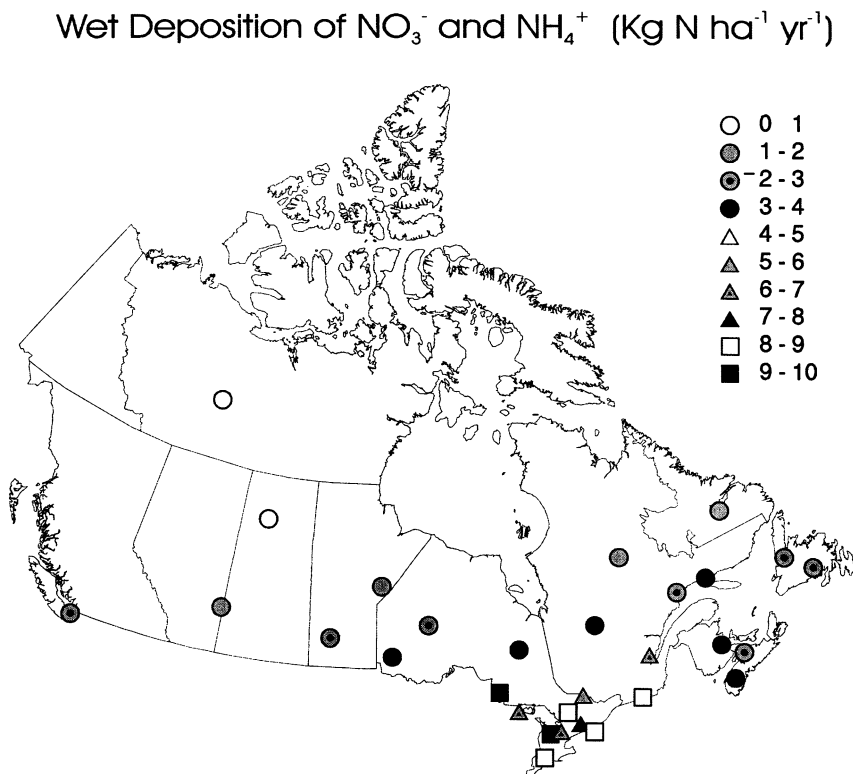 Wet Deposition of NO₃⁻ and NH₄⁺ (Kg N ha⁻¹ yr⁻¹)
0 1
1 - 2
2 - 3
3 - 4
4 - 5
5 - 6
6 - 7
7 - 8
8 - 9
9 - 10